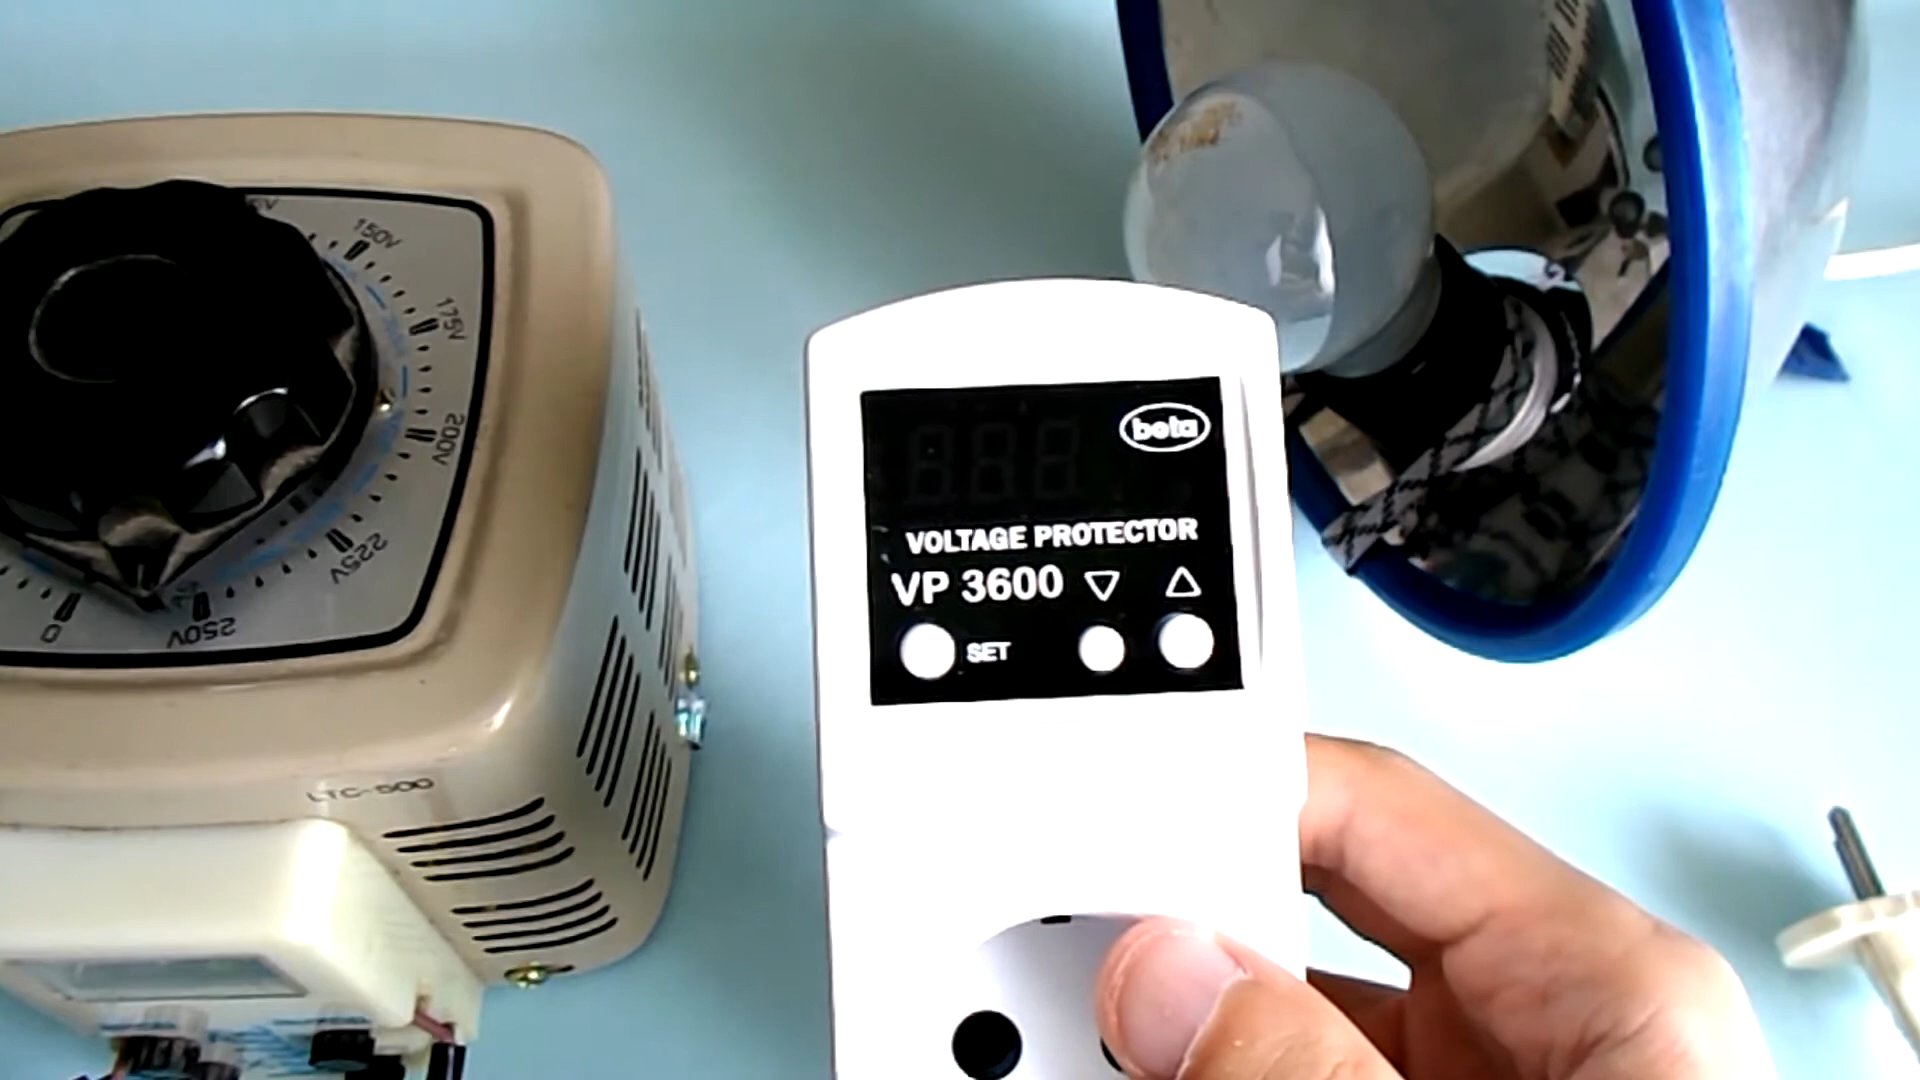 150V
175V
200V
225V
250V
0
LTC-500
beta
VOLTAGE PROTECTOR
VP 3600
SET